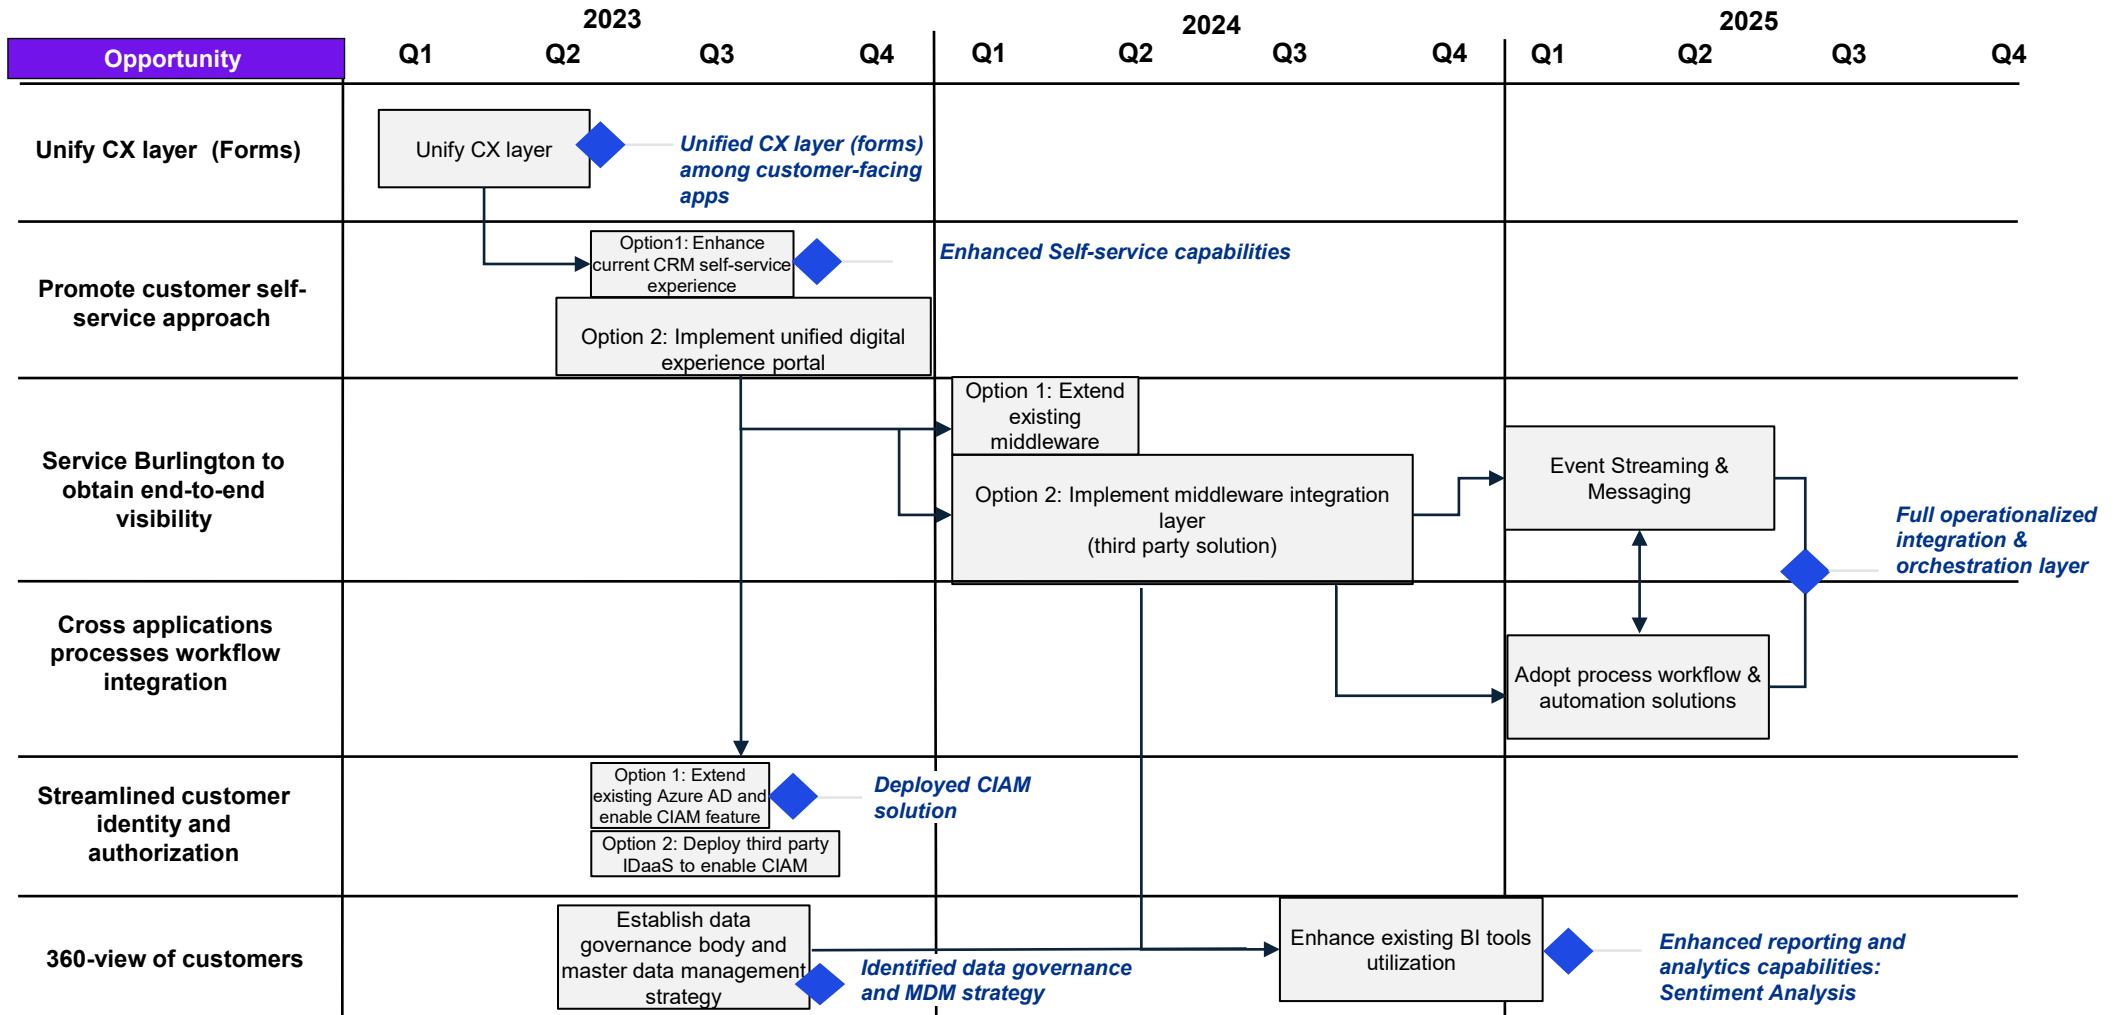 2023
2024
2025
Opportunity
Q1
Q2
Q3
Q4
Q1
Q2
Q3
Q4
Q1
Q2
Q3
Q4
Unify CX layer (Forms)
Unify CX layer
Unified CX layer (forms)
among customer-facing
apps
Promote customer self-
service approach
Option1: Enhance
current CRM self-service
experience
Enhanced Self-service capabilities
Option 2: Implement unified digital
experience portal
Service Burlington to
obtain end-to-end
visibility
Option 1: Extend
existing
middleware
Option 2: Implement middleware integration
layer
(third party solution)
Event Streaming &
Messaging
Full operationalized
integration &
orchestration layer
Cross applications
processes workflow
integration
Adopt process workflow &
automation solutions
Streamlined customer
identity and
authorization
Option 1: Extend
existing Azure AD and
enable CIAM feature
Deployed CIAM
solution
Option 2: Deploy third party
IDaaS to enable CIAM
360-view of customers
Establish data
governance body and
master data management
strategy
Identified data governance
and MDM strategy
Enhance existing BI tools
utilization
Enhanced reporting and
analytics capabilities:
Sentiment Analysis